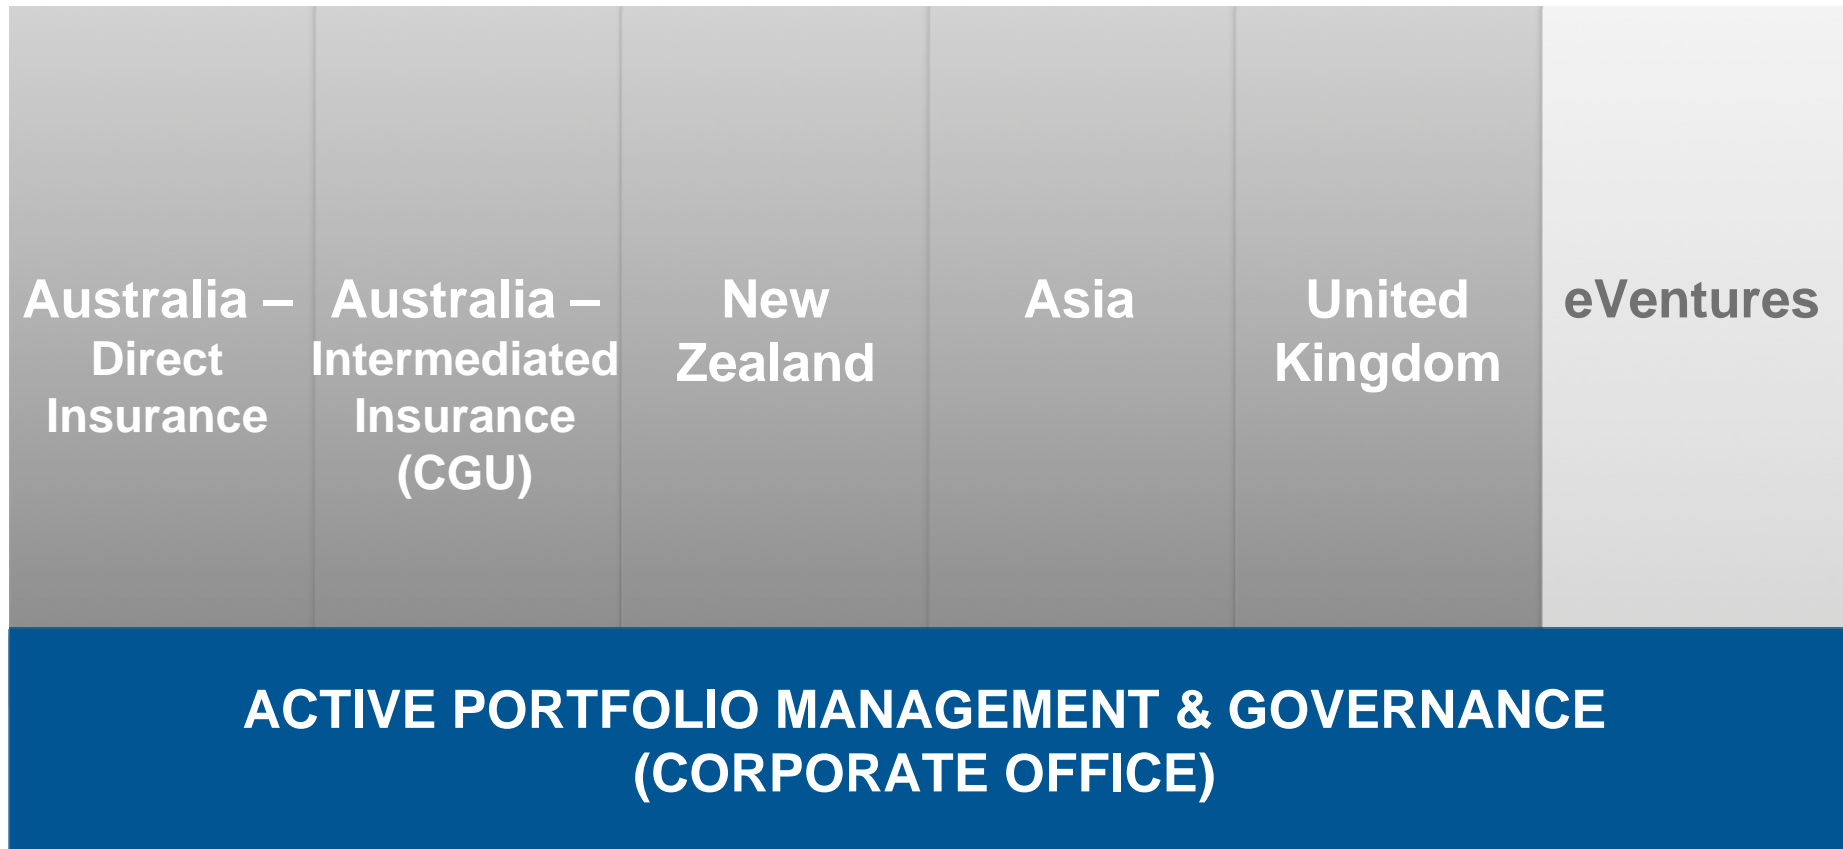 Australia –
Direct
Insurance
Australia –
Intermediated
Insurance
(CGU)
New
Zealand
Asia
United
Kingdom
eVentures
ACTIVE PORTFOLIO MANAGEMENT & GOVERNANCE
(CORPORATE OFFICE)